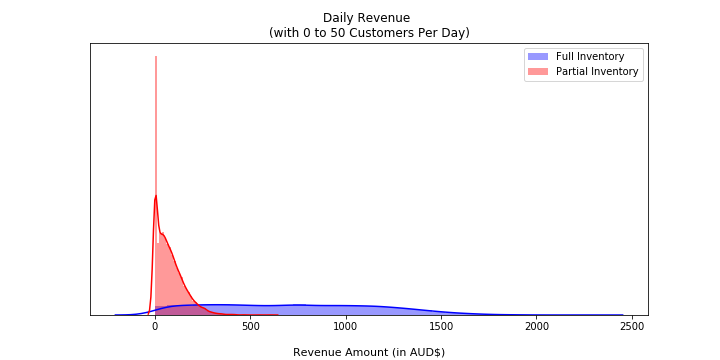 Daily Revenue
(with 0 to 50 Customers Per Day)
Full Inventory
Partial Inventory
0 500 1000 1500 2000 2500
Revenue Amount (in AUD$)